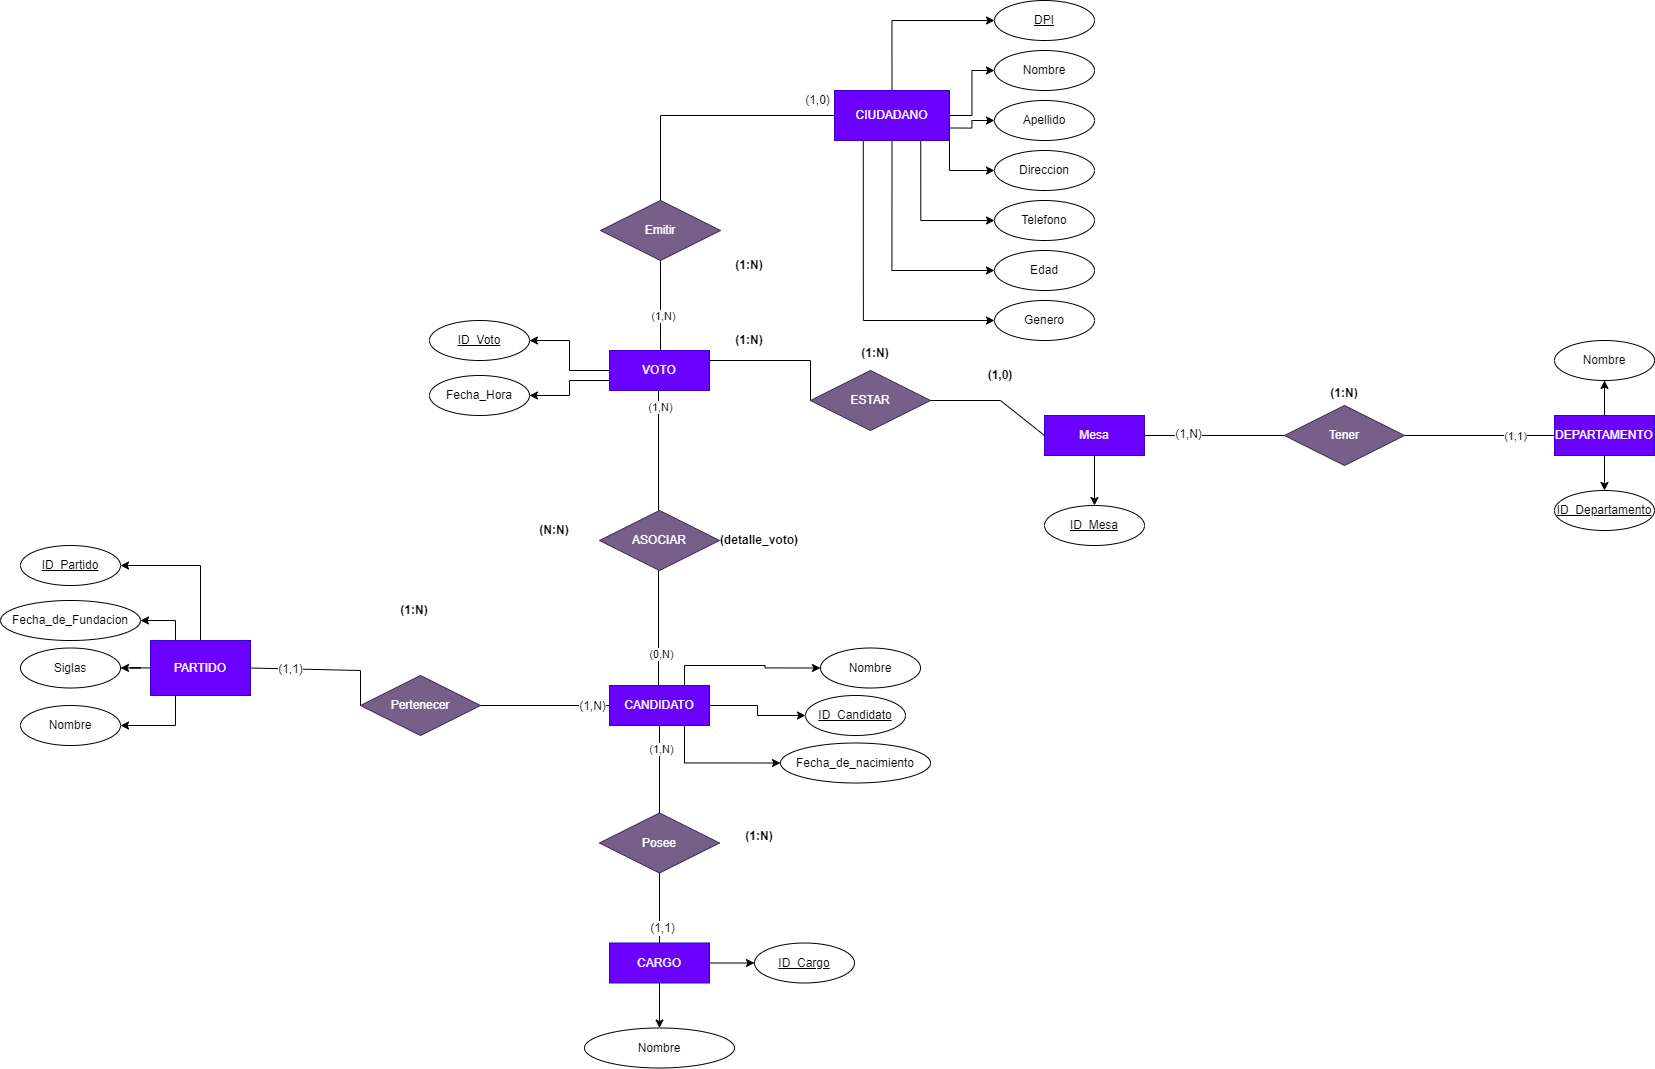 DPI
Nombre
(1,0)
CIUDADANO
Apellido
Direccion
Telefono
Emitir
(1:N)
Edad
(1,N)
Genero
ID_Voto
(1:N)
(1:N)
Nombre
VOTO
(1,0)
Fecha_Hora
ESTAR
(1:N)
(1,N)
Mesa
(1,N)
Tener
(1,1)
DEPARTAMENTO
ID_Departamento
ID_Mesa
(N:N)
ASOCIAR
(detalle_voto)
ID_Partido
(1:N)
Fecha_de_Fundacion
(0,N)
Siglas
PARTIDO
(1,1)
Nombre
Pertenecer
(1,N)
CANDIDATO
ID_Candidato
Nombre
(1,N)
Fecha_de_nacimiento
Posee
(1:N)
(1,1)
CARGO
ID_Cargo
Nombre